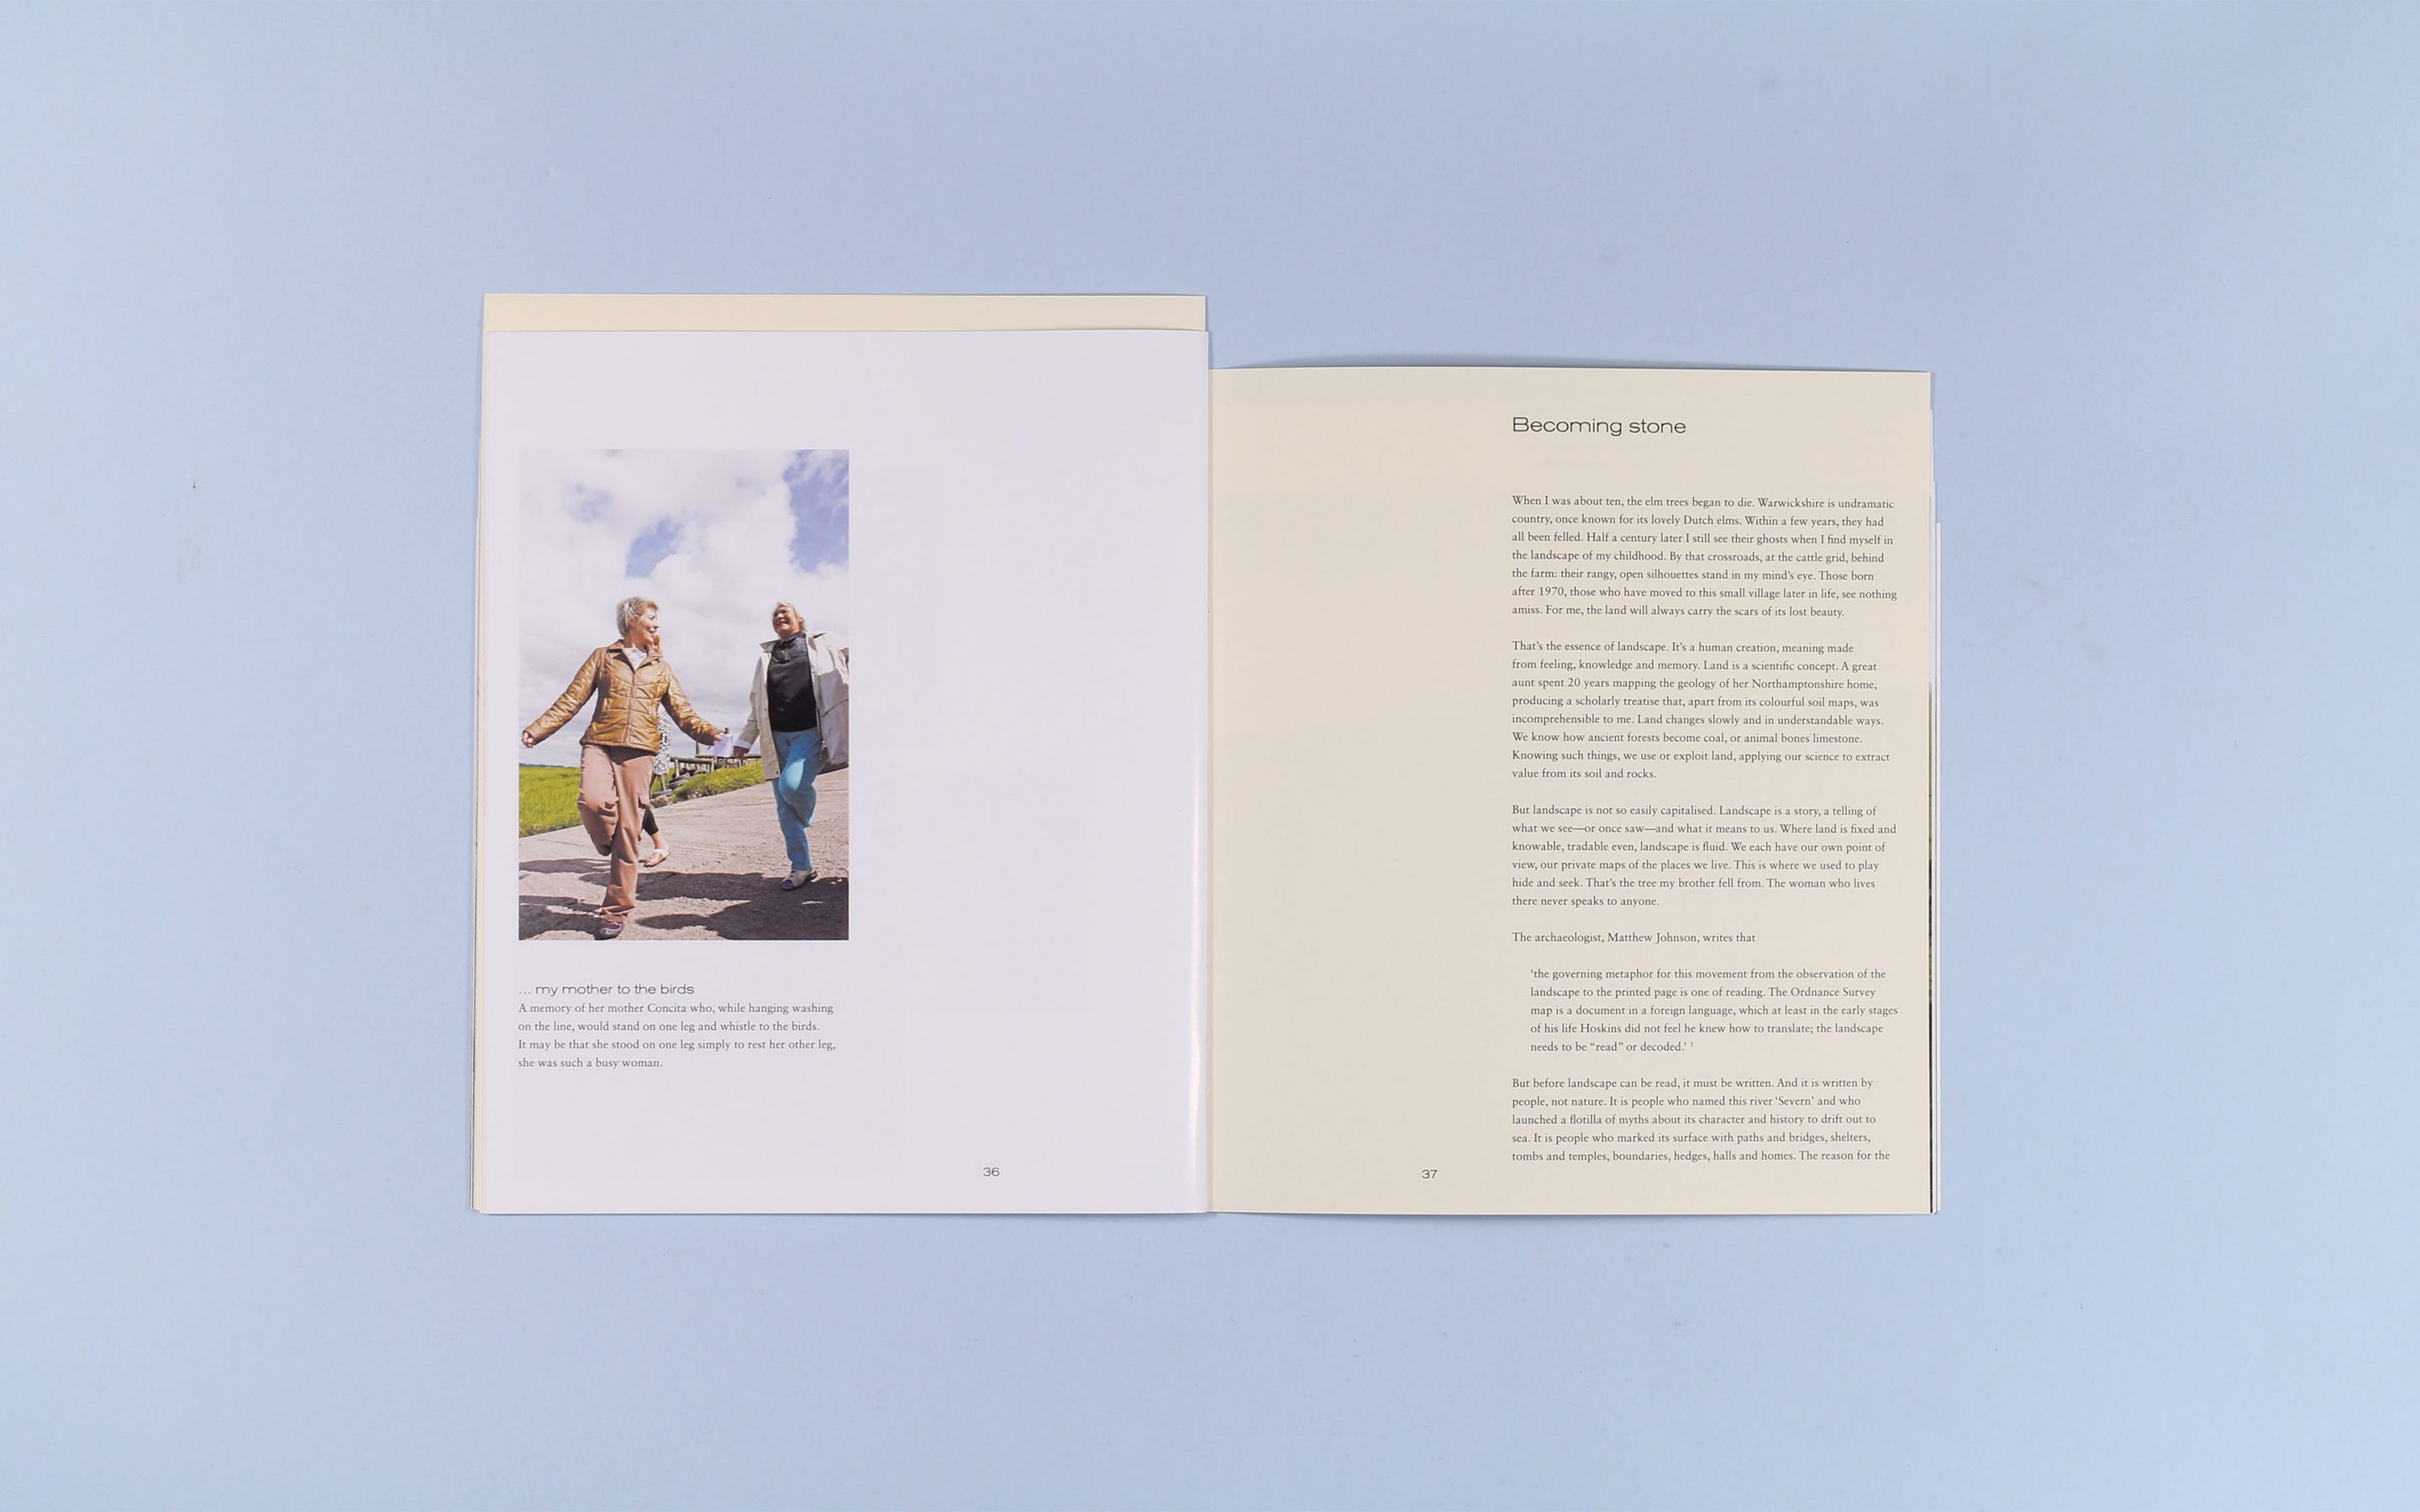 ... my mother to the birds
A memory of her mother Concita who, while hanging washing
on the line, would stand on one leg and whistle to the birds.
It may be that she stood on one leg simply to rest her other leg,
she was such a busy woman.
36
Becoming stone
When I was about ten, the elm trees began to die. Warwickshire is undramatic
country, once known for its lovely Dutch elms. Within a few years, they had
all been felled. Half a century later I still see their ghosts when I find myself in
the landscape of my childhood. By that crossroads, at the cattle grid, behind
the farm: their rangy, open silhouettes stand in my mind's eye. Those born
after 1970, those who have moved to this small village later in life, see nothing
amiss. For me, the land will always carry the scars of its lost beauty.
That's the essence of landscape. It's a human creation, meaning made
from feeling, knowledge and memory. Land is a scientific concept. A great
aunt spent 20 years mapping the geology of her Northamptonshire home,
producing a scholarly treatise that, apart from its colourful soil maps, was
incomprehensible to me. Land changes slowly and in understandable ways.
We know how ancient forests become coal, or animal bones limestone.
Knowing such things, we use or exploit land, applying our science to extract
value from its soil and rocks.
But landscape is not so easily capitalised. Landscape is a story, a telling of
what we see—or once saw—and what it means to us. Where land is fixed and
knowable, tradable even, landscape is fluid. We each have our own point of
view, our private maps of the places we live. This is where we used to play
hide and seek. That's the tree my brother fell from. The woman who lives
there never speaks to anyone.
The archaeologist, Matthew Johnson, writes that
'the governing metaphor for this movement from the observation of the
landscape to the printed page is one of reading. The Ordnance Survey
map is a document in a foreign language, which at least in the early stages
of his life Hoskins did not feel he knew how to translate; the landscape
needs to be “read” or decoded.' 1
But before landscape can be read, it must be written. And it is written by
people, not nature. It is people who named this river 'Severn' and who
launched a flotilla of myths about its character and history to drift out to
sea. It is people who marked its surface with paths and bridges, shelters,
tombs and temples, boundaries, hedges, halls and homes. The reason for the
37